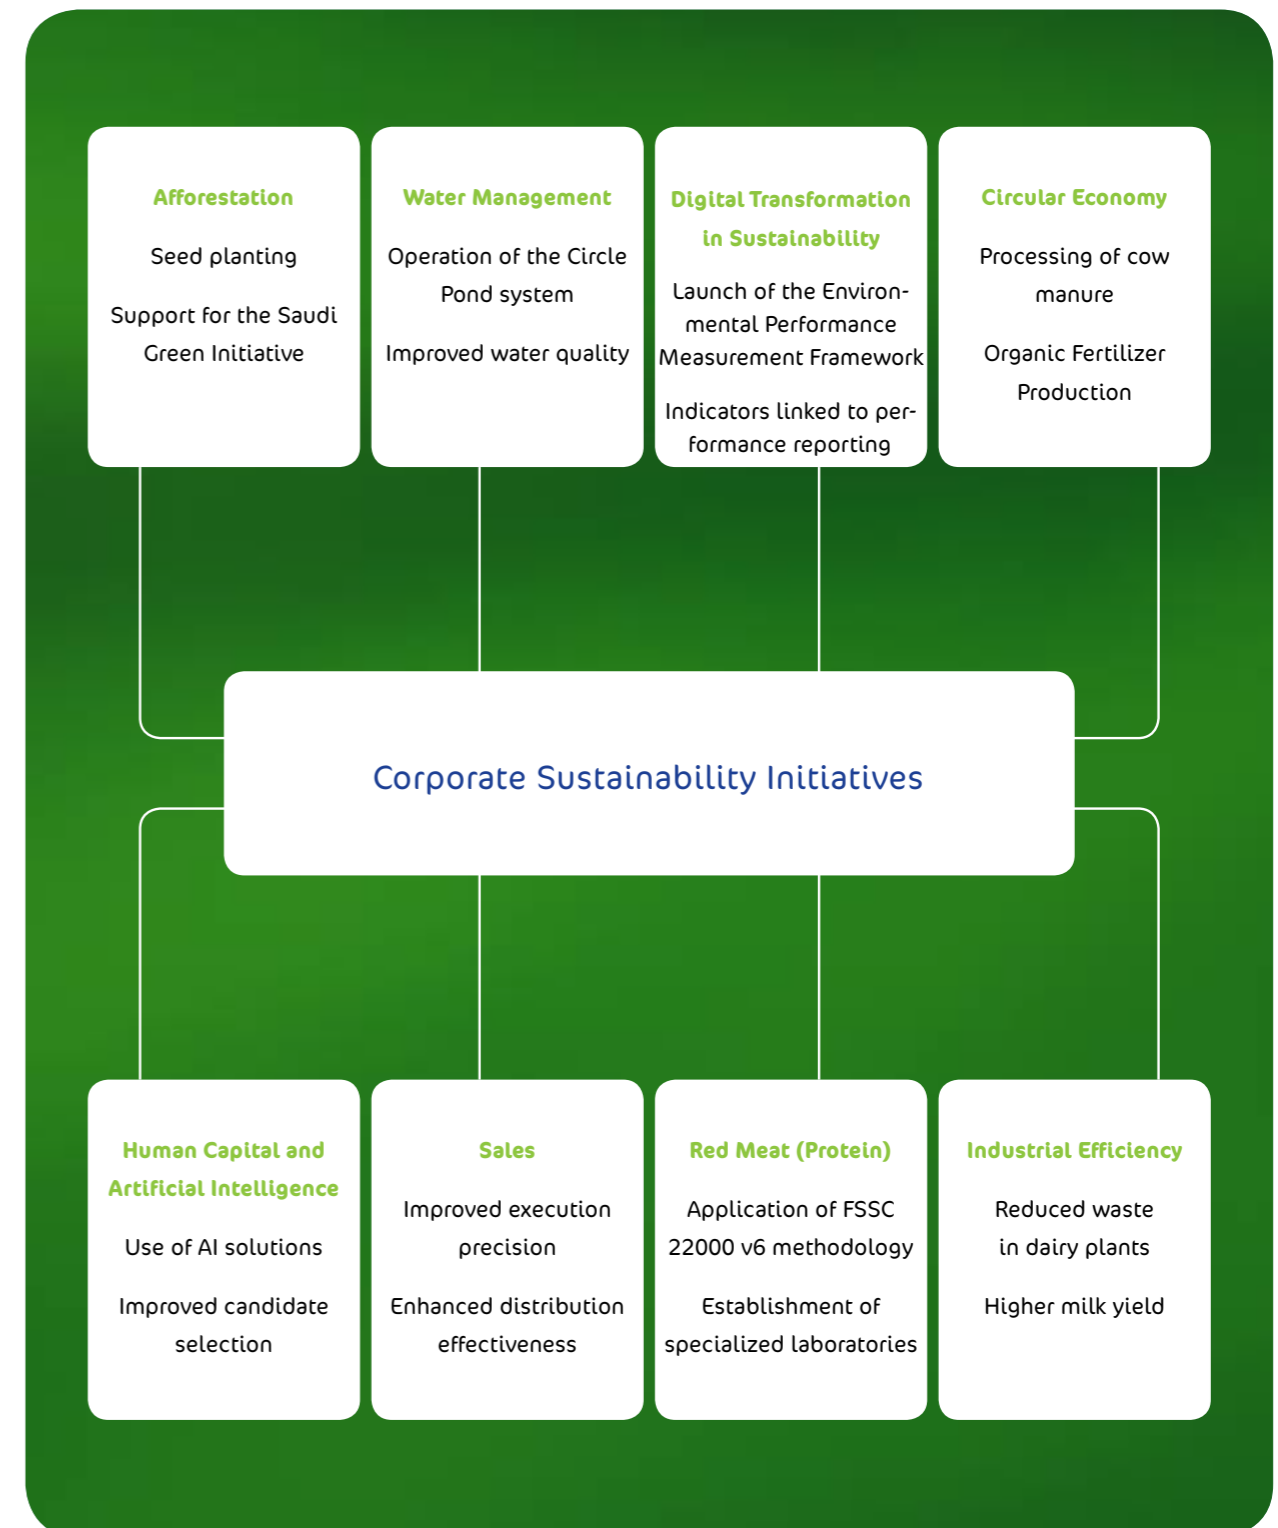 Afforestation
Seed planting
Support for the Saudi
Green Initiative
Water Management
Operation of the Circle
Pond system
Improved water quality
Digital Transformation
in Sustainability
Launch of the Environ-
mental Performance
Measurement Framework
Indicators linked to per-
formance reporting
Circular Economy
Processing of cow
manure
Organic Fertilizer
Production
Corporate Sustainability Initiatives
Human Capital and
Artificial Intelligence
Use of AI solutions
Improved candidate
selection
Sales
Improved execution
precision
Enhanced distribution
effectiveness
Red Meat (Protein)
Application of FSSC
22000 v6 methodology
Establishment of
specialized laboratories
Industrial Efficiency
Reduced waste
in dairy plants
Higher milk yield